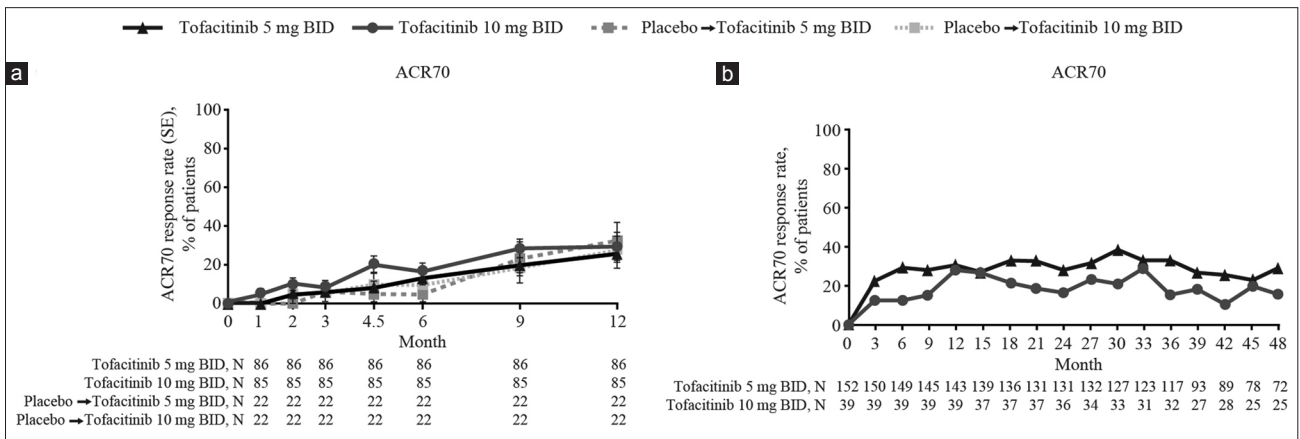 Tofacitinib 5 mg BID Tofacitinib 10 mg BID Placebo → Tofacitinib 5 mg BID Placebo → Tofacitinib 10 mg BID
a
ACR70
ACR70 response rate (SE),
% of patients
100
80
60
40
20
0
0 1 2 3 4.5 6 9 12
Month
Tofacitinib 5 mg BID, N 86 86 86 86 86 86 86
Tofacitinib 10 mg BID, N 85 85 85 85 85 85 85
Placebo → Tofacitinib 5 mg BID, N 22 22 22 22 22 22 22
Placebo → Tofacitinib 10 mg BID, N 22 22 22 22 22 22 22
b
ACR70
ACR70 response rate,
% of patients
100
80
60
40
20
0
0 3 6 9 12 15 18 21 24 27 30 33 36 39 42 45 48
Month
Tofacitinib 5 mg BID, N 152 150 149 145 143 139 136 131 131 132 127 123 117 93 89 78 72
Tofacitinib 10 mg BID, N 39 39 39 39 39 37 37 37 36 34 33 31 32 27 28 25 25